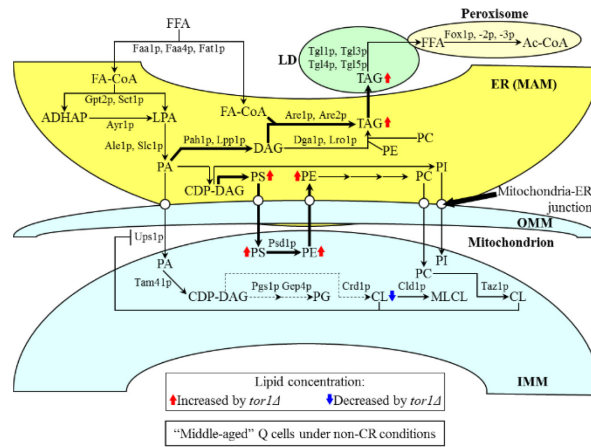 Peroxisome
FFA
Fox1p, -2p, -3p
FFA
Ac-CoA
Faa1p, Faa4p, Fat1p
Tgl1p, Tgl3p
Tgl4p, Tgl5p
LD
TAG
FA-CoA
ER (MAM)
Gpt2p, Sct1p
FA-CoA
Are1p, Are2p
ADHAP
LPA
TAG
Ayr1p
Pah1p, Lpp1p
Dga1p, Lro1p
PC
Ale1p, Slc1p
DAG
PE
PA
PI
PS
PE
PC
CDP-DAG
Mitochondria-ER
junction
OMM
Ups1p
Mitochondrion
Psd1p
PS
PE
PI
PA
PC
Tam41p
Pgs1p Gep4p
Crd1p
Cld1p
Taz1p
CDP-DAG
PG
CL
MLCL
CL
Lipid concentration:
Increased by tor1Δ
Decreased by tor1Δ
IMM
“Middle-aged” Q cells under non-CR conditions